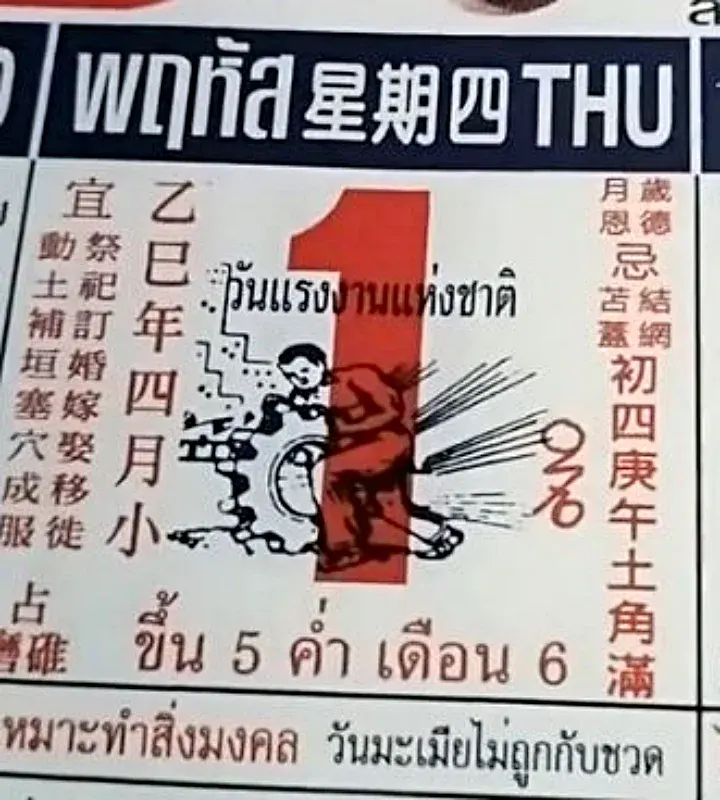 พฤหัส 星期四 THU
1
วันแรงงานแห่งชาติ
乙巳年四月小
宜
祭祀訂婚嫁娶移徙
動土補垣塞穴成服
歲德
月恩
忌
結網
苫蓋
初四庚午土角滿
占
碓
ขึ้น 5 ค่ำ เดือน 6
หมาะทำสิ่งมงคล วันมะเมียไม่ถูกกับชวด